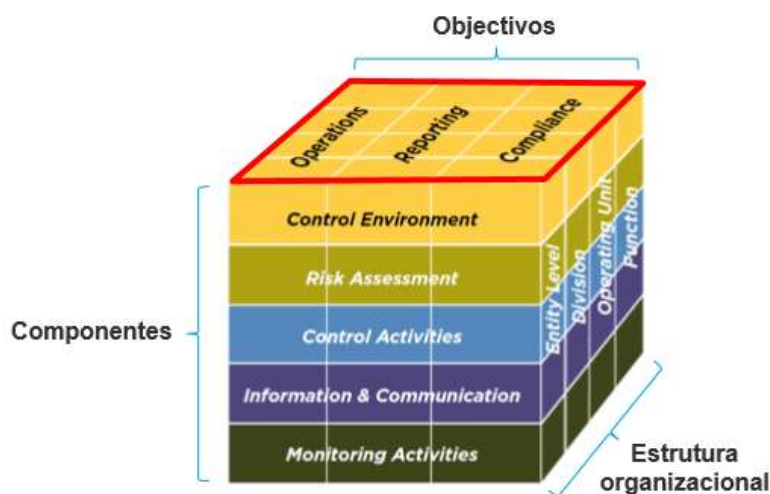 Objectivos
Operations
Reporting
Compliance
Control Environment
Risk Assessment
Control Activities
Information & Communication
Monitoring Activities
Entity Level
Division
Operating Unit
Function
Componentes
Estrutura
organizacional